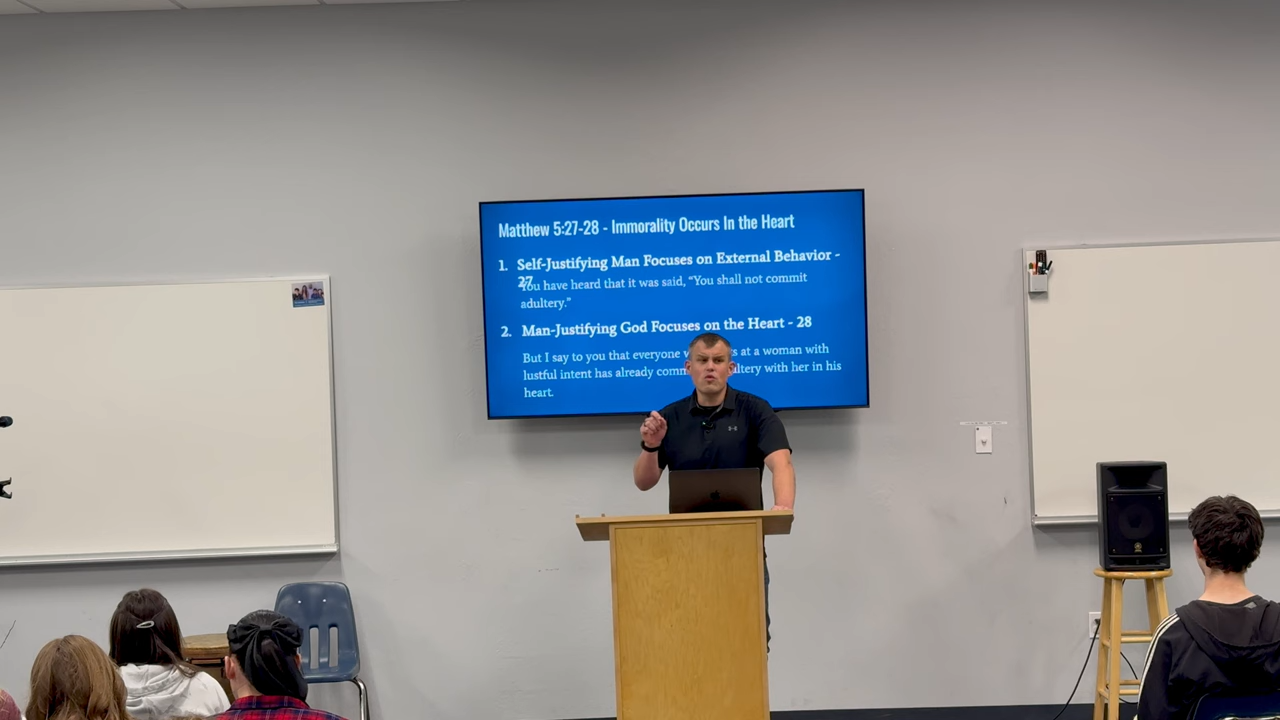 Matthew 5:27-28 - Immorality Occurs In the Heart
1. Self-Justifying Man Focuses on External Behavior -
27
You have heard that it was said, “You shall not commit
adultery.”
2. Man-Justifying God Focuses on the Heart - 28
But I say to you that everyone at a woman with
lustful intent has already with her in his
heart.